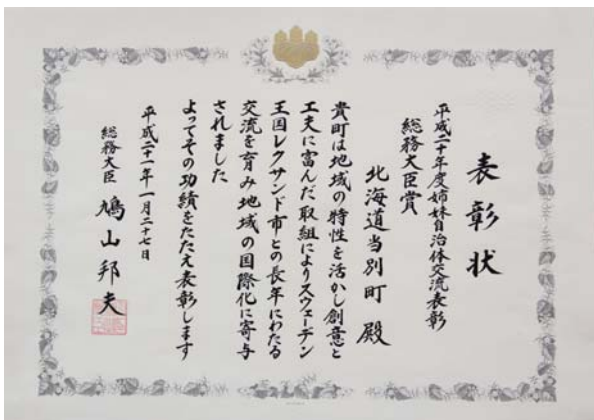 表彰状
平成二十年度姉妹自治体交流表彰
総務大臣賞
北海道当別町 殿
貴町は地域の特性を活かし創意と
工夫に富んだ取組によりスウェーデン
王国レクサンド市との長年にわたる
交流を育み地域の国際化に寄与
されました
よってその功績をたたえ表彰します
平成二十一年一月二十七日
総務大臣 鳩山邦夫